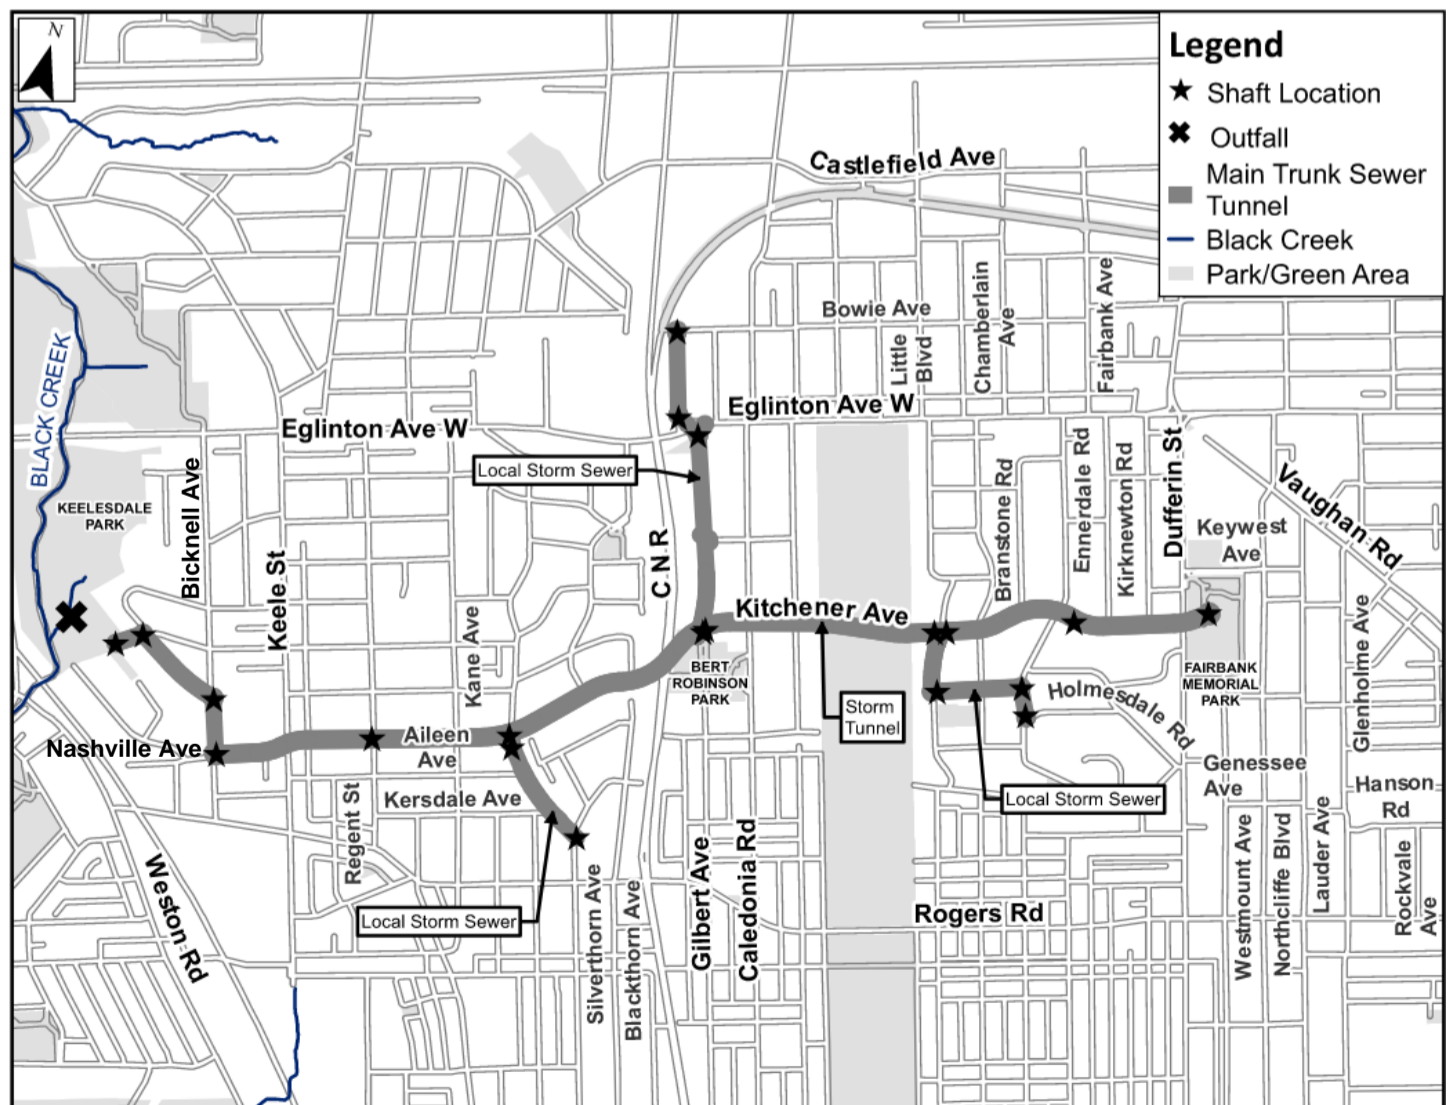 N
Legend
Shaft Location
Outfall
Main Trunk Sewer
Tunnel
Black Creek
Park/Green Area
Castlefield Ave
Bowie Ave
Little
Blvd
Chamberlain
Ave
Fairbank Ave
Eglinton Ave W
Eglinton Ave W
BLACK CREEK
Local Storm Sewer
KEELESDALE
PARK
Bicknell Ave
Keele St
C N R
Branstone Rd
Ennerdale Rd
Kirknewton Rd
Dufferin St
Vaughan Rd
Keywest
Ave
Kitchener Ave
Kane Ave
BERT
ROBINSON
PARK
FAIRBANK
MEMORIAL
PARK
Glenholme Ave
Holmesdale Rd
Storm
Tunnel
Nashville Ave
Aileen
Ave
Genessee
Ave
Hanson
Rd
Kersdale Ave
Local Storm Sewer
Regent St
Weston Rd
Local Storm Sewer
Silverthorn Ave
Blackthorn Ave
Gilbert Ave
Caledonia Rd
Rogers Rd
Westmount Ave
Northcliffe Blvd
Lauder Ave
Rockvale
Ave